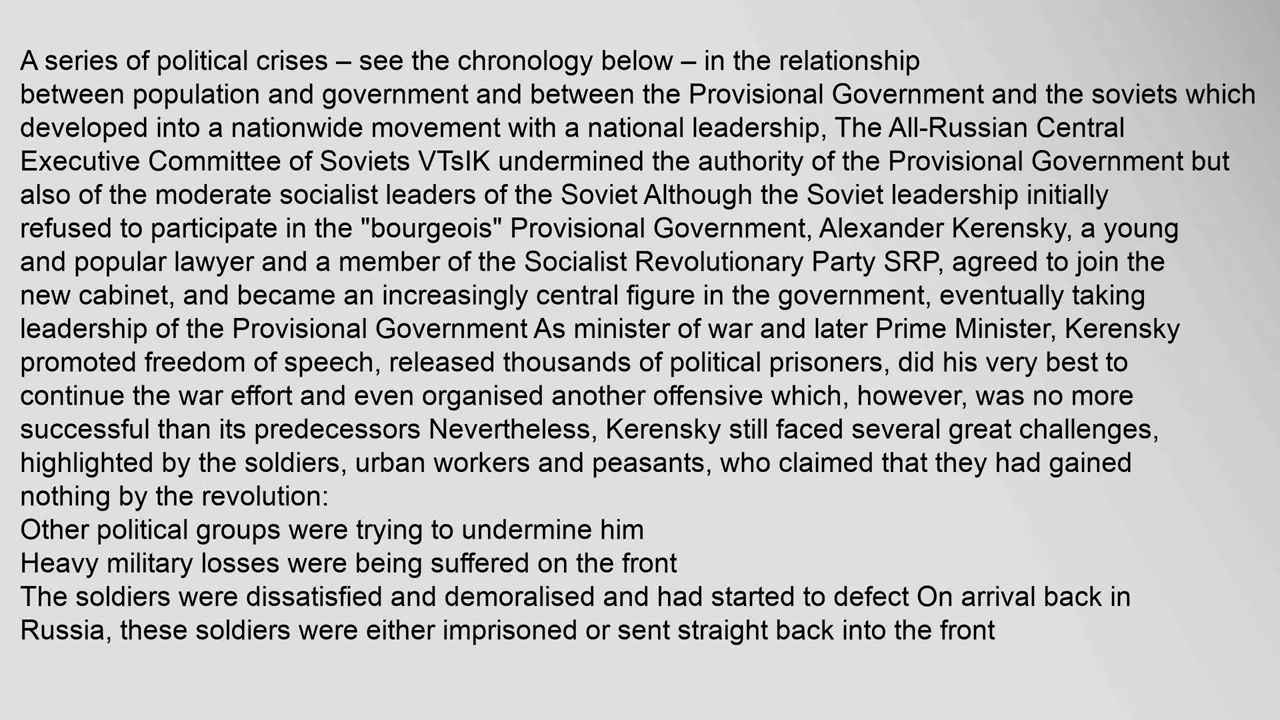 A series of political crises – see the chronology below – in the relationship
between population and government and between the Provisional Government and the soviets which
developed into a nationwide movement with a national leadership, The All-Russian Central
Executive Committee of Soviets VTsIK undermined the authority of the Provisional Government but
also of the moderate socialist leaders of the Soviet Although the Soviet leadership initially
refused to participate in the "bourgeois" Provisional Government, Alexander Kerensky, a young
and popular lawyer and a member of the Socialist Revolutionary Party SRP, agreed to join the
new cabinet, and became an increasingly central figure in the government, eventually taking
leadership of the Provisional Government As minister of war and later Prime Minister, Kerensky
promoted freedom of speech, released thousands of political prisoners, did his very best to
continue the war effort and even organised another offensive which, however, was no more
successful than its predecessors Nevertheless, Kerensky still faced several great challenges,
highlighted by the soldiers, urban workers and peasants, who claimed that they had gained
nothing by the revolution:
Other political groups were trying to undermine him
Heavy military losses were being suffered on the front
The soldiers were dissatisfied and demoralised and had started to defect On arrival back in
Russia, these soldiers were either imprisoned or sent straight back into the front